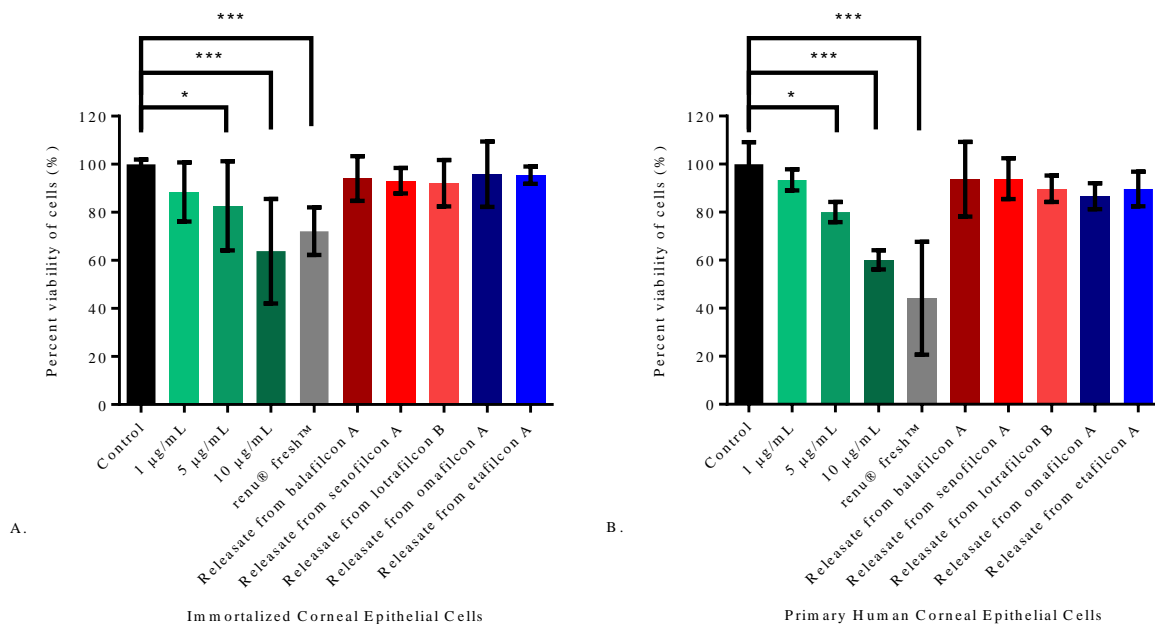 ***
***
*
Percent viability of cells (%)
120
100
80
60
40
20
0
Control
1 µg/mL
5 µg/mL
10 µg/mL
renu® fresh™
Releasate from balafilcon A
Releasate from senofilcon A
Releasate from lotrafilcon B
Releasate from omafilcon A
Releasate from etafilcon A
A.
Immortalized Corneal Epithelial Cells
***
***
*
Percent viability of cells (%)
120
100
80
60
40
20
0
Control
1 µg/mL
5 µg/mL
10 µg/mL
renu® fresh™
Releasate from balafilcon A
Releasate from senofilcon A
Releasate from lotrafilcon B
Releasate from omafilcon A
Releasate from etafilcon A
B.
Primary Human Corneal Epithelial Cells